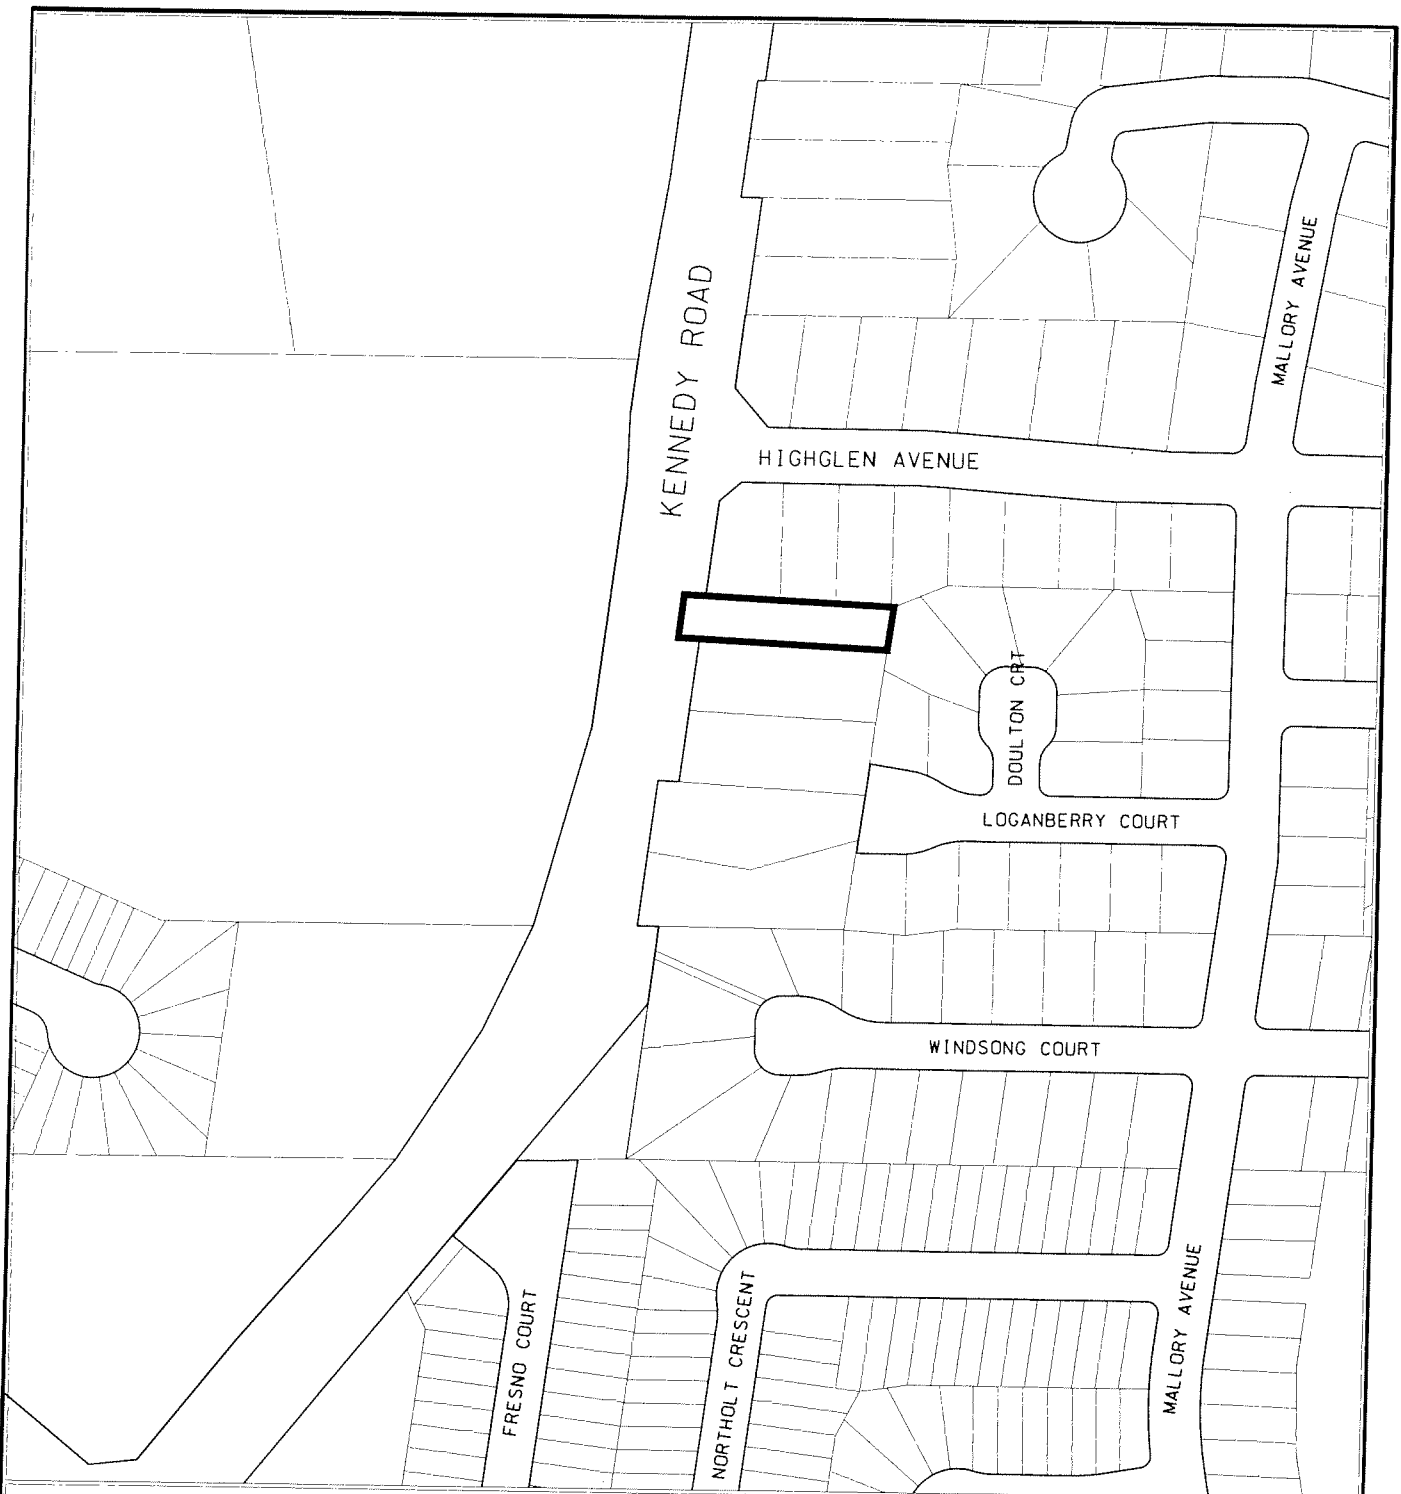 MALLORY AVENUE
KENNEDY ROAD
HIGHGLEN AVENUE
DOULTON CRT
LOGANBERRY COURT
WINDSONG COURT
MALLORY AVENUE
FRESNO COURT
NORTHOLT CRESCENT